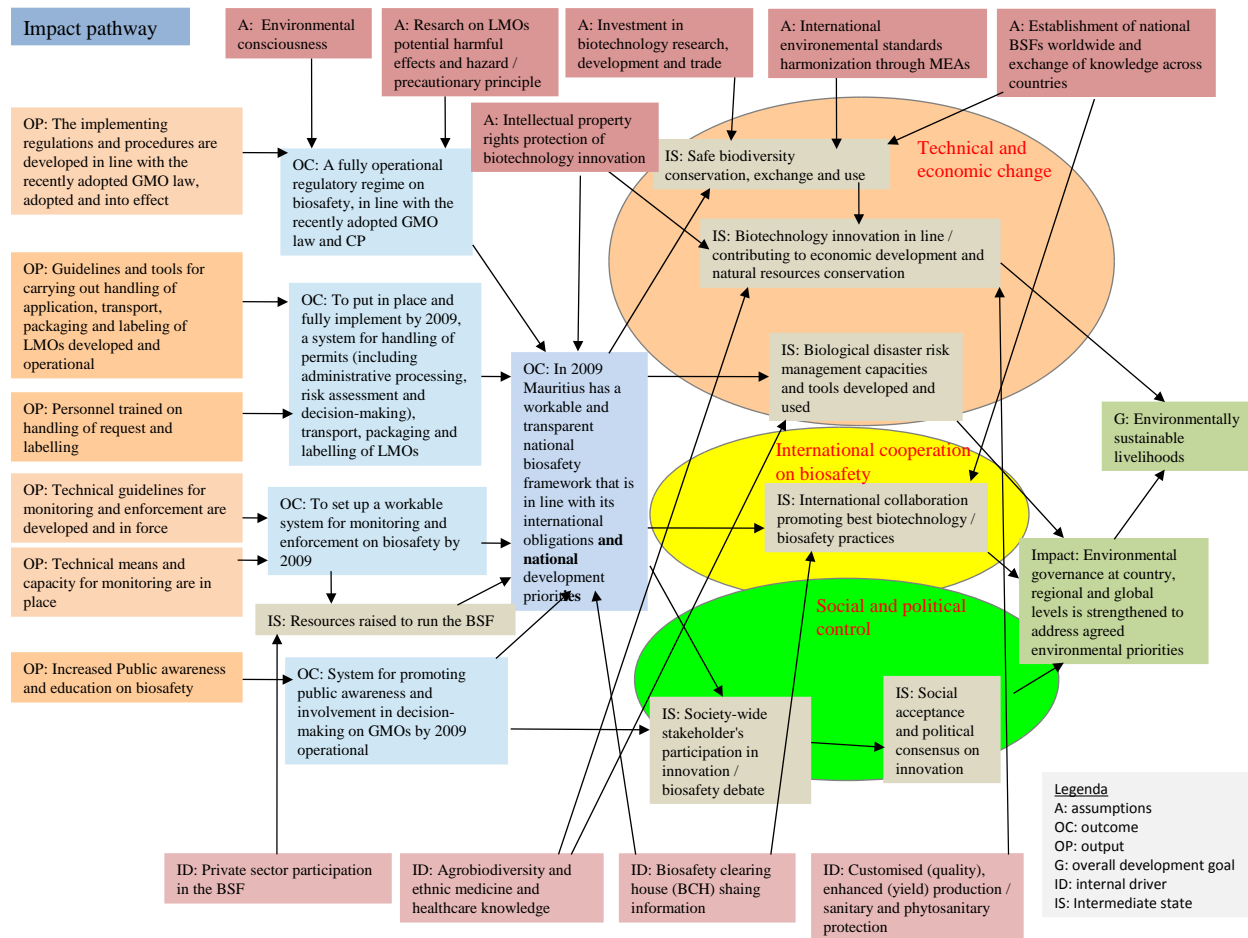 Impact pathway
A: Environmental
consciousness
A: Resarch on LMOs
potential harmful
effects and hazard /
precautionary principle
A: Investment in
biotechnology research,
development and trade
A: International
environemental standards
harmonization through MEAs
A: Establishment of national
BSFs worldwide and
exchange of knowledge across
countries
A: Intellectual property
rights protection of
biotechnology innovation
OP: The implementing
regulations and procedures are
developed in line with the
recently adopted GMO law,
adopted and into effect
OC: A fully operational
regulatory regime on
biosafety, in line with the
recently adopted GMO
law and CP
IS: Safe biodiversity
conservation, exchange and use
Technical and
economic change
IS: Biotechnology innovation in line /
contributing to economic development and
natural resources conservation
OP: Guidelines and tools for
carrying out handling of
application, transport,
packaging and labeling of
LMOs developed and
operational
OC: To put in place and
fully implement by 2009,
a system for handling of
permits (including
administrative processing,
risk assessment and
decision-making),
transport, packaging and
labelling of LMOs
OP: Personnel trained on
handling of request and
labelling
OC: In 2009
Mauritius has a
workable and
transparent
national
biosafety
framework that is
in line with its
international
obligations and
national
development
priorities
IS: Biological disaster risk
management capacities
and tools developed and
used
G: Environmentally
sustainable
livelihoods
International cooperation
on biosafety
IS: International collaboration
promoting best biotechnology /
biosafety practices
OP: Technical guidelines for
monitoring and enforcement are
developed and in force
OC: To set up a workable
system for monitoring and
enforcement on biosafety by
2009
OP: Technical means and
capacity for monitoring are in
place
IS: Resources raised to run the BSF
Impact: Environmental
governance at country,
regional and global
levels is strengthened to
address agreed
environmental priorities
Social and political
control
OP: Increased Public awareness
and education on biosafety
OC: System for promoting
public awareness and
involvement in decision-
making on GMOs by 2009
operational
IS: Society-wide
stakeholder's
participation in
innovation /
biosafety debate
IS: Social
acceptance
and political
consensus on
innovation
Legenda
A: assumptions
OC: outcome
OP: output
G: overall development goal
ID: internal driver
IS: Intermediate state
ID: Private sector participation
in the BSF
ID: Agrobiodiversity and
ethnic medicine and
healthcare knowledge
ID: Biosafety clearing
house (BCH) shaing
information
ID: Customised (quality),
enhanced (yield) production /
sanitary and phytosanitary
protection